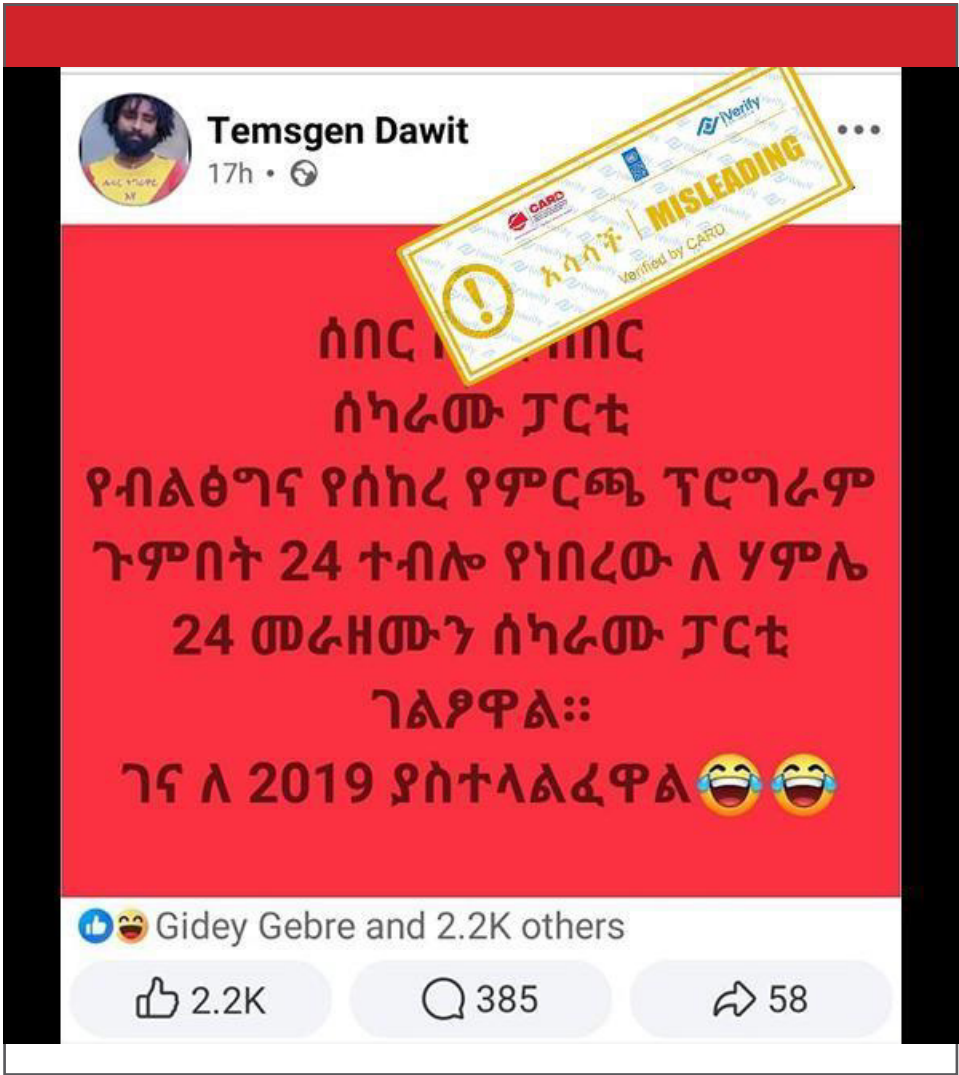 Temsgen Dawit
17h
CARD
iVerify
አሳሳች | MISLEADING
Verified by CARD
ሰበር
ሰካራሙ ፓርቲ
የብልፅግና የሰከረ የምርጫ ፕሮግራም
ጉምበት 24 ተብሎ የነበረው ለ ሃምሌ
24 መራዘሙን ሰካራሙ ፓርቲ
ገልፆዋል።
ገና ለ 2019 ያስተላልፈዋል😂😂
Gidey Gebre and 2.2K others
2.2K
385
58